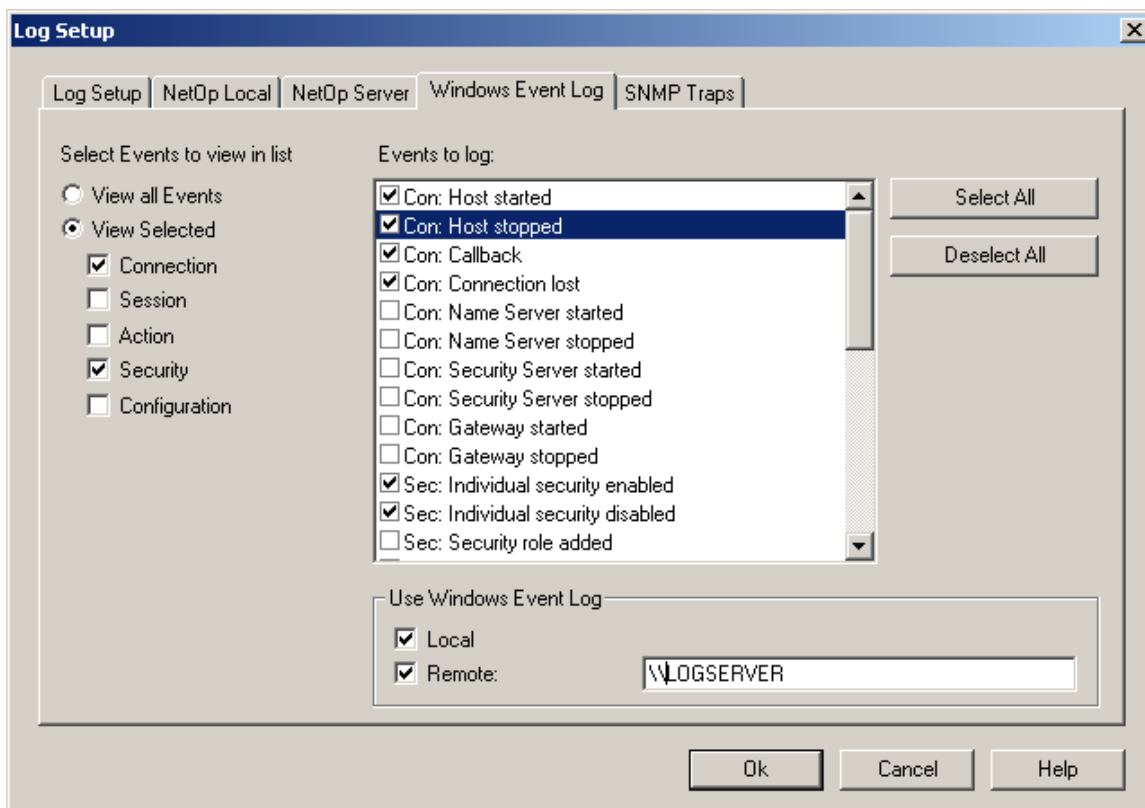 Log Setup
Log Setup NetOp Local NetOp Server Windows Event Log SNMP Traps
Select Events to view in list
View all Events
View Selected
Connection
Session
Action
Security
Configuration
Events to log:
Con: Host started
Con: Host stopped
Con: Callback
Con: Connection lost
Con: Name Server started
Con: Name Server stopped
Con: Security Server started
Con: Security Server stopped
Con: Gateway started
Con: Gateway stopped
Sec: Individual security enabled
Sec: Individual security disabled
Sec: Security role added
Select All
Deselect All
Use Windows Event Log
Local
Remote: \\LOGSERVER
Ok Cancel Help